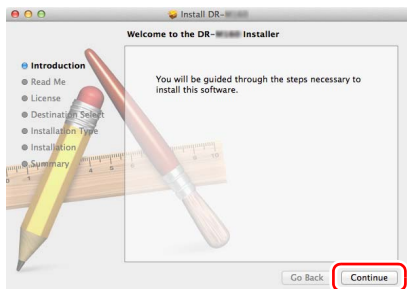 Install DR-
Welcome to the DR- Installer
Introduction
Read Me
License
Destination Select
Installation Type
Installation
Summary
You will be guided through the steps necessary to
install this software.
Go Back
Continue